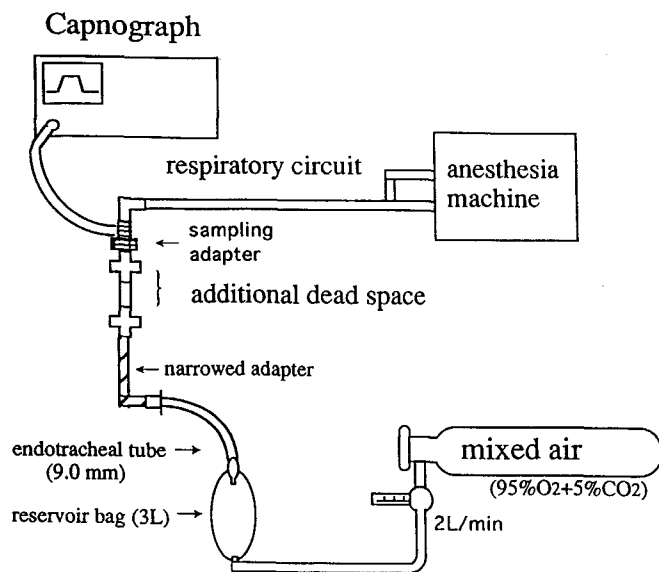 Capnograph
respiratory circuit
anesthesia
machine
← sampling
adapter
additional dead space
← narrowed adapter
endotracheal tube →
(9.0 mm)
mixed air
(95%O2+5%CO2)
reservoir bag (3L) →
2L/min